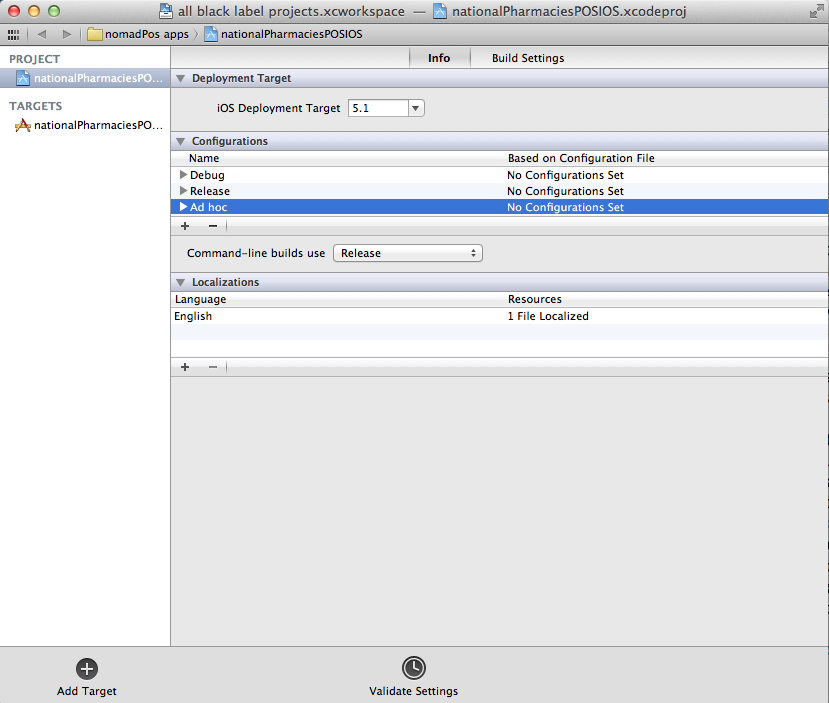 all black label projects.xcworkspace — nationalPharmaciesPOSIOS.xcodeproj
nomadPos apps nationalPharmaciesPOSIOS
PROJECT
nationalPharmaciesPO...
TARGETS
nationalPharmaciesPO...
Info Build Settings
Deployment Target
iOS Deployment Target 5.1
Configurations
Name Based on Configuration File
Debug No Configurations Set
Release No Configurations Set
Ad hoc No Configurations Set
Command-line builds use Release
Localizations
Language Resources
English 1 File Localized
Add Target Validate Settings